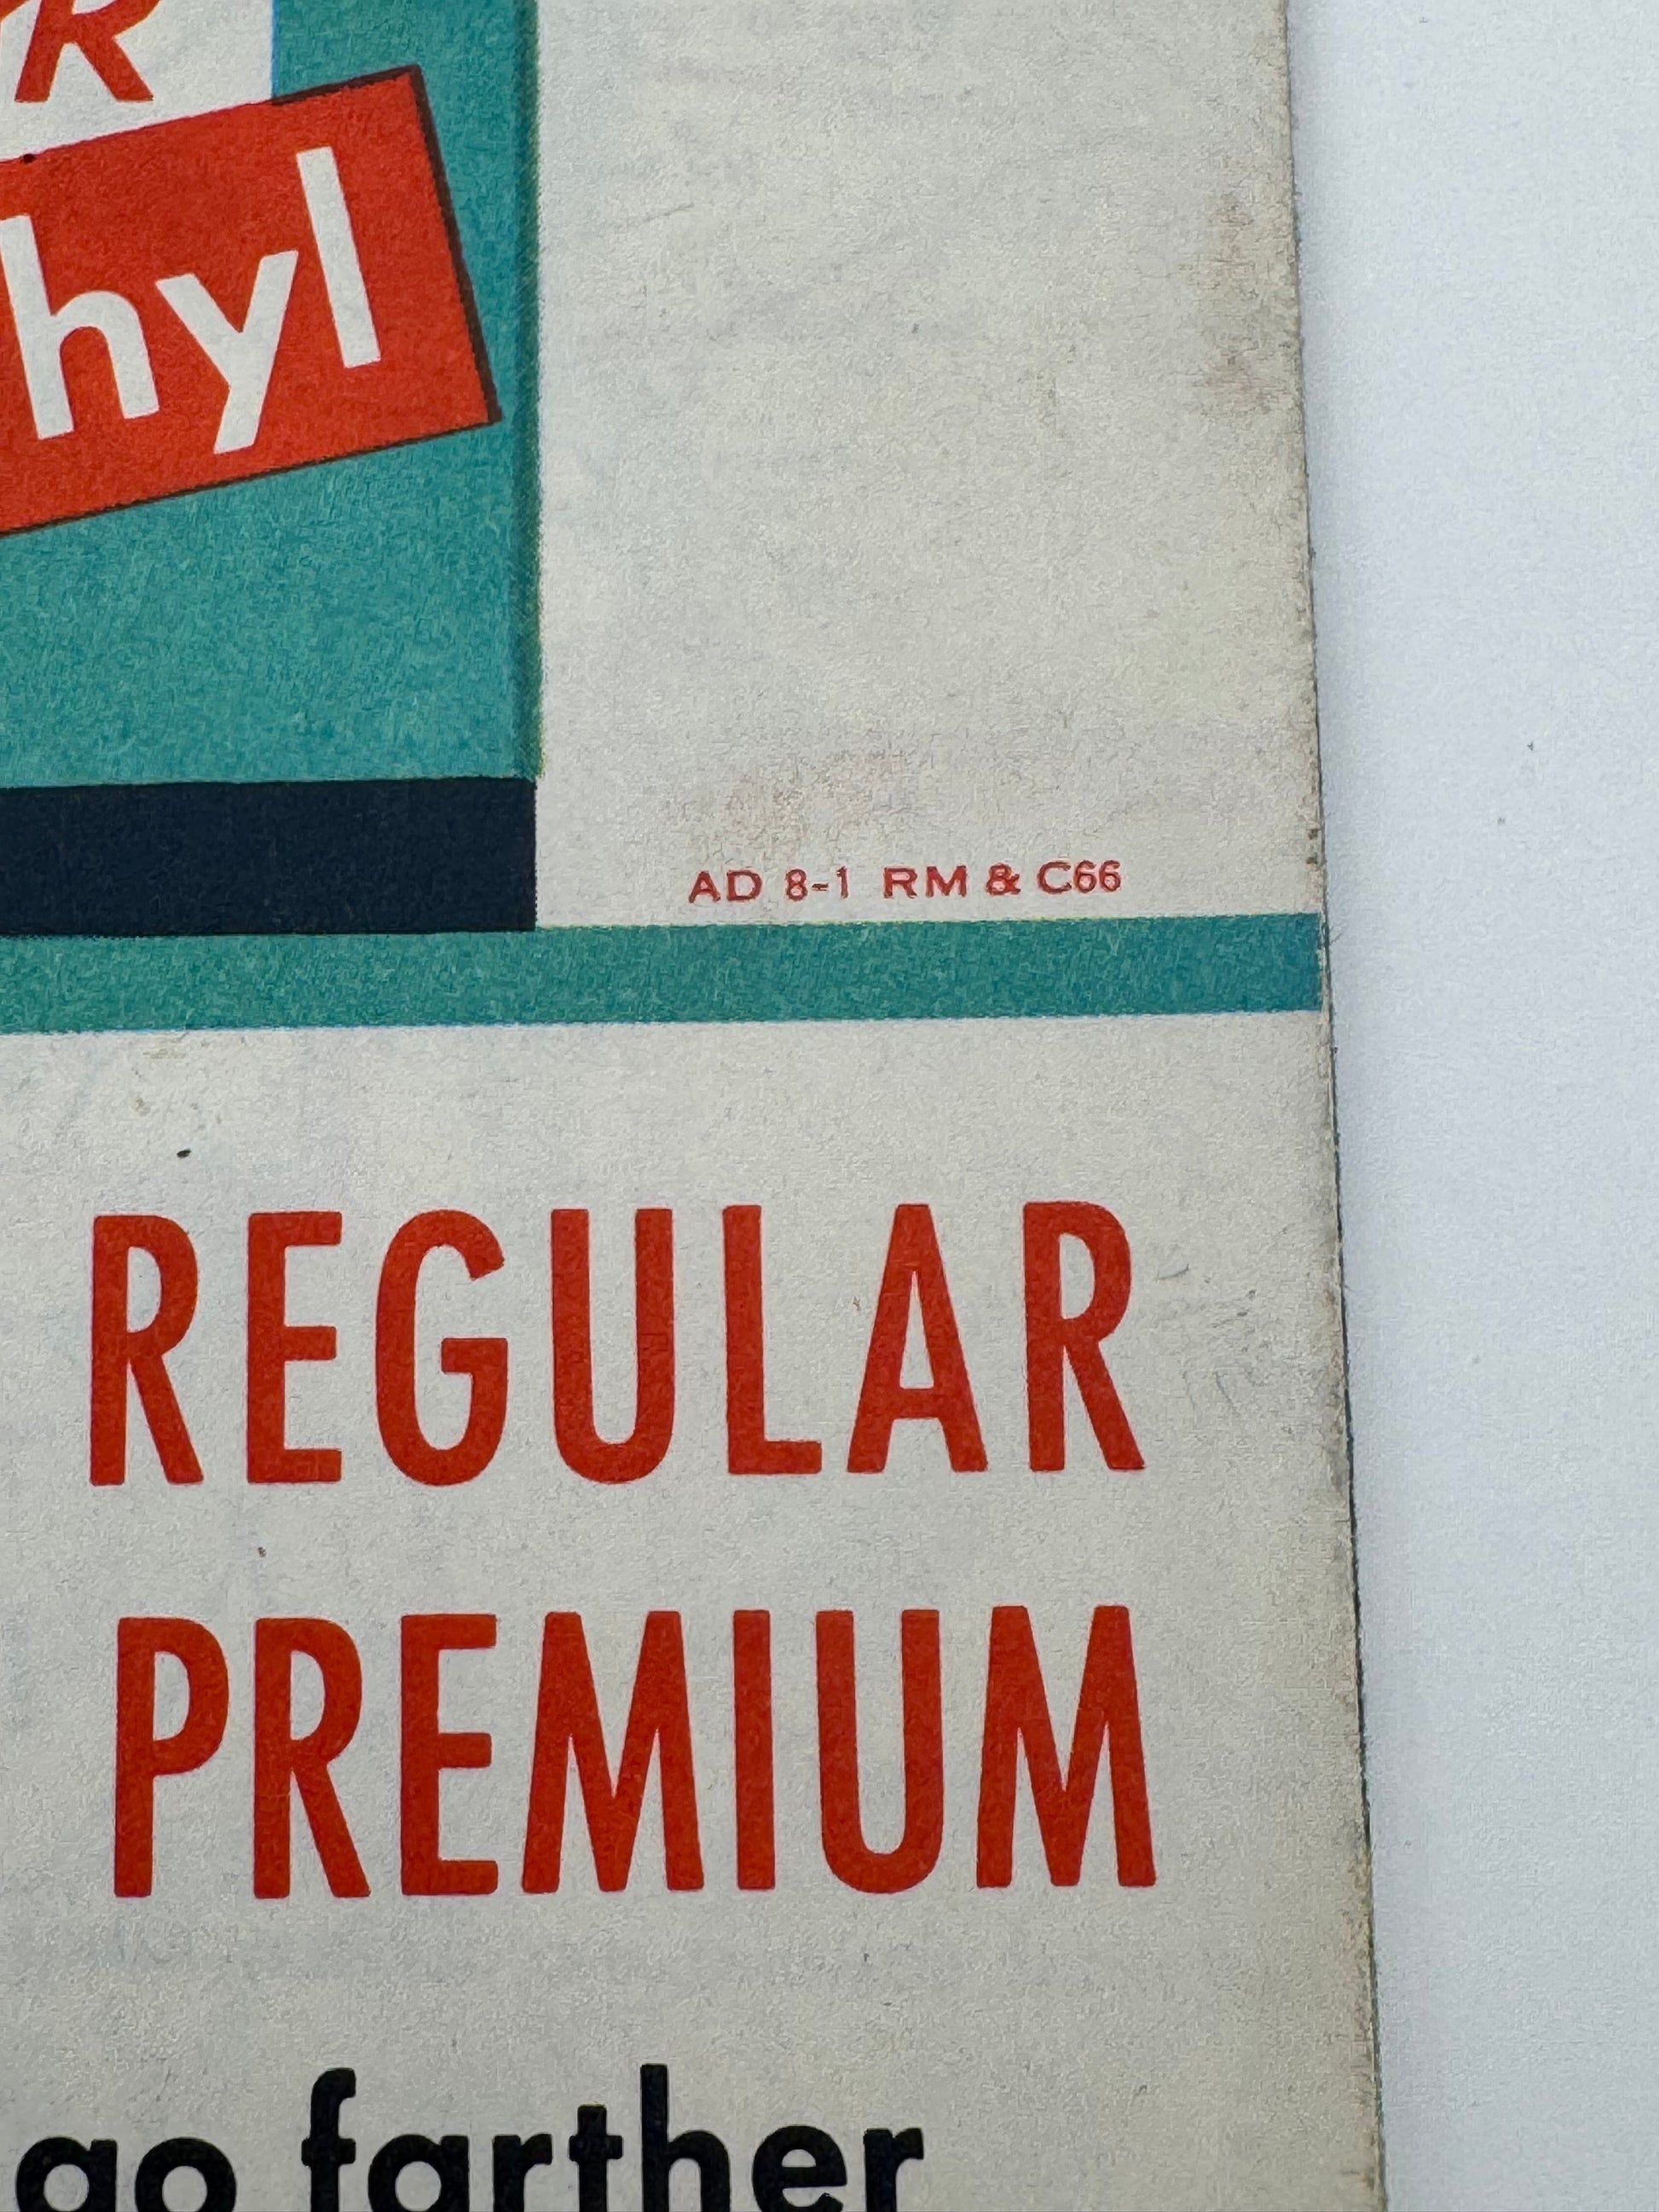 R
hyl
AD 8-1 RM & C66
REGULAR
PREMIUM
go farther